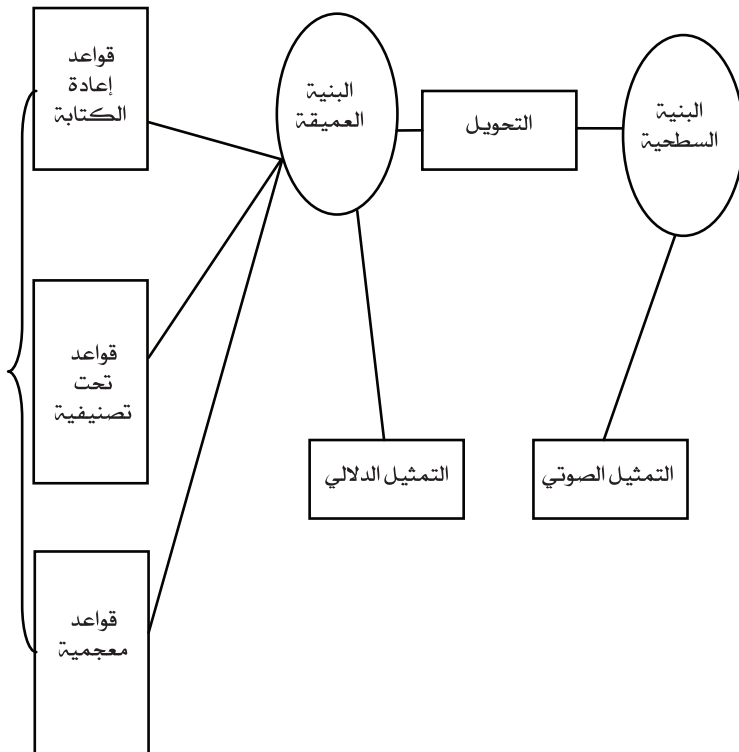 قواعد
إعادة
الكتابة
البنية
العميقة
التحويل
البنية
السطحية
قواعد
تحت
تصنيفية
التمثيل الدلالي
التمثيل الصوتي
قواعد
معجمية